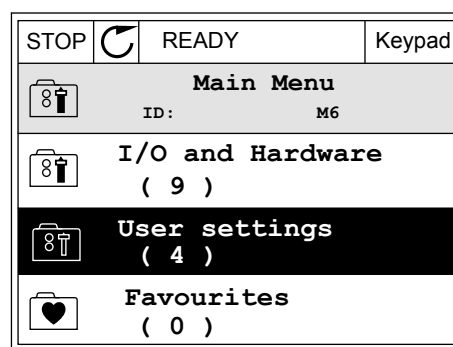 STOP READY Keypad
Main Menu
ID: M6
I/O and Hardware
( 9 )
User settings
( 4 )
Favourites
( 0 )